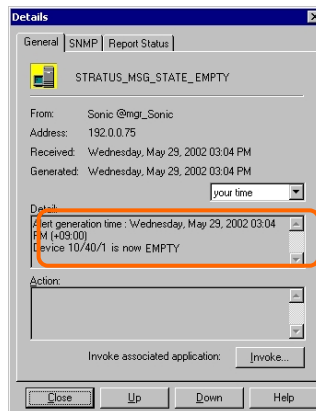 Details
General SNMP Report Status
STRATUS_MSG_STATE_EMPTY
From: Sonic @mgr_Sonic
Address: 192.0.0.75
Received: Wednesday, May 29, 2002 03:04 PM
Generated: Wednesday, May 29, 2002 03:04 PM
your time
Detail:
Alert generation time : Wednesday, May 29, 2002 03:04
PM (+09:00)
Device 10/40/1 is now EMPTY
Action:
Invoke associated application: Invoke...
Close Up Down Help